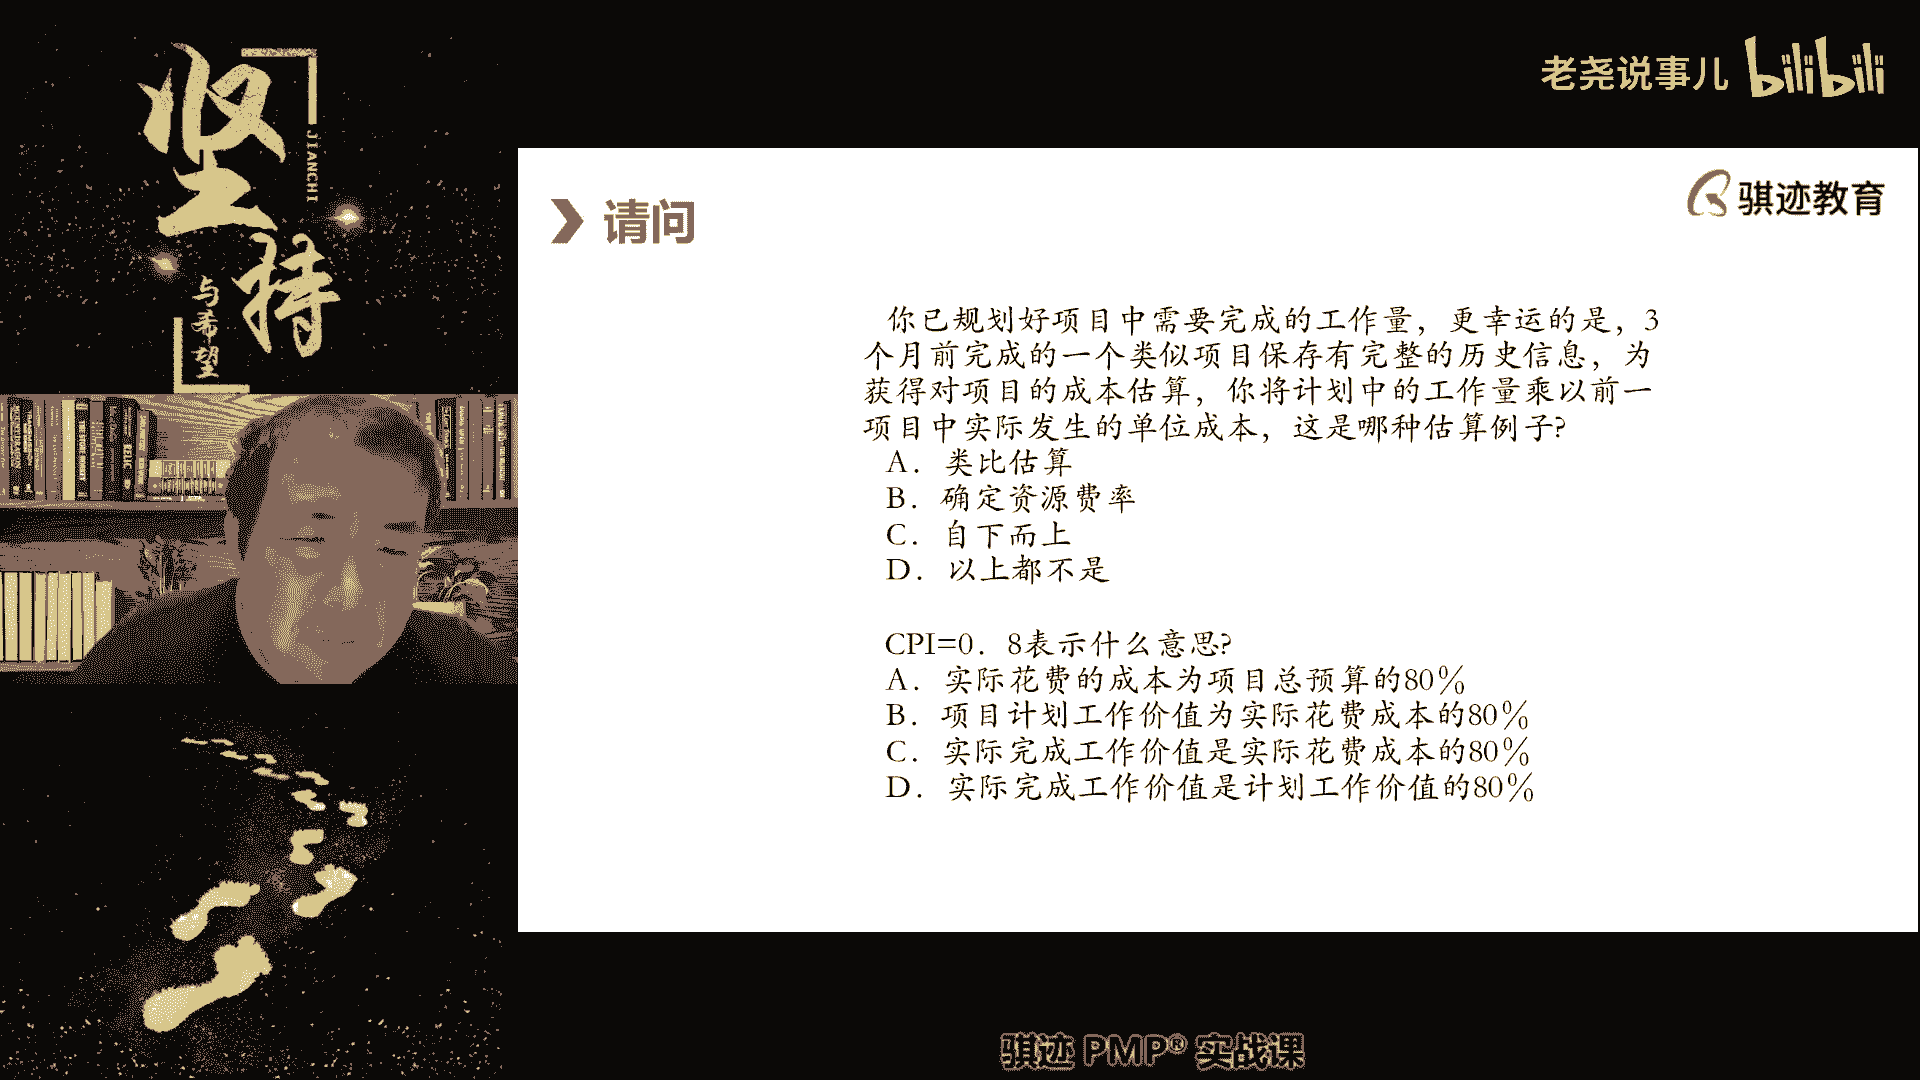 坚持
JIANCHI
与希望
老尧说事儿 bilibili
骐迹教育
请问
你已规划好项目中需要完成的工作量，更幸运的是，3
个月前完成的一个类似项目保存有完整的历史信息，为
获得对项目的成本估算，你将计划中的工作量乘以前一
项目中实际发生的单位成本，这是哪种估算例子?
A．类比估算
B．确定资源费率
C．自下而上
D．以上都不是
CPI=0．8表示什么意思?
A．实际花费的成本为项目总预算的80％
B．项目计划工作价值为实际花费成本的80％
C．实际完成工作价值是实际花费成本的80％
D．实际完成工作价值是计划工作价值的80％
骐迹 PMP® 实战课